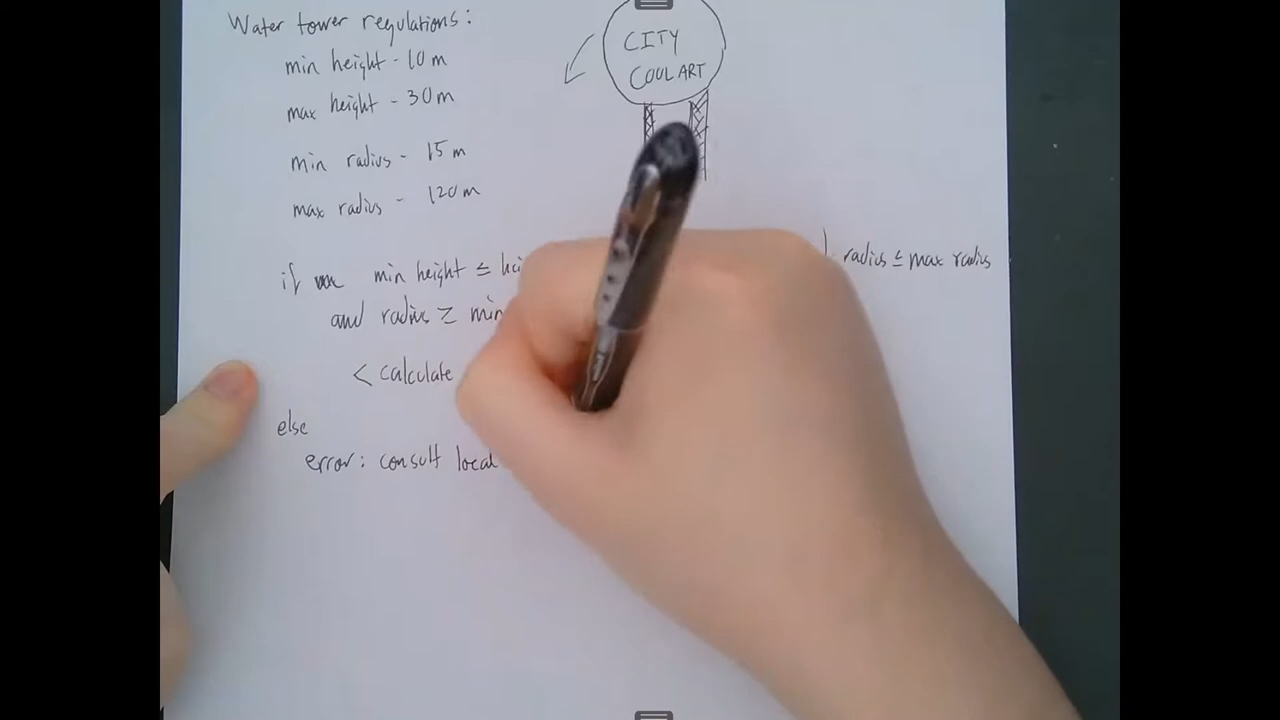 Water tower regulations:
min height - 10 m
max height - 30 m
min radius - 15 m
max radius - 120 m
CITY
COOL ART
if min height ≤ radius ≤ max radius
and radius ≥ min
< calculate
else
error: consult local